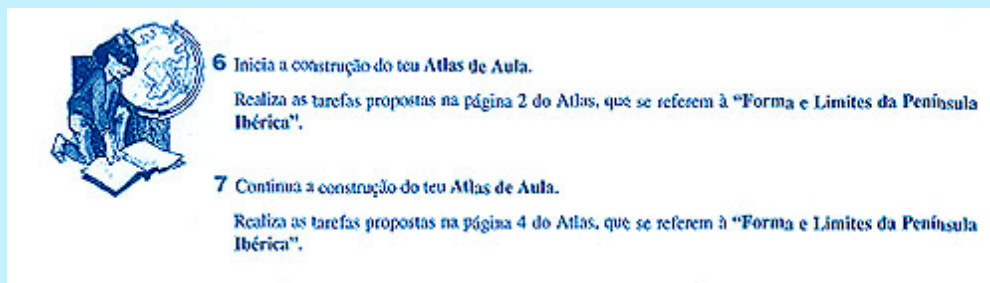 6 Inicia a construção do teu Atlas de Aula.
Realiza as tarefas propostas na página 2 do Atlas, que se referem à “Forma e Limites da Península
Ibérica”.
7 Continua a construção do teu Atlas de Aula.
Realiza as tarefas propostas na página 4 do Atlas, que se referem à “Forma e Limites da Península
Ibérica”.